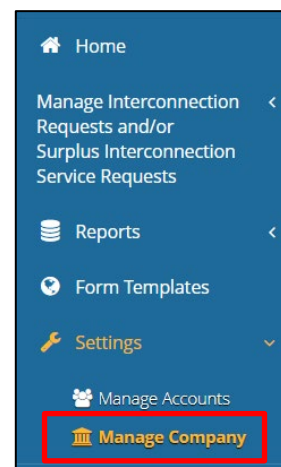 Home
Manage Interconnection
Requests and/or
Surplus Interconnection
Service Requests
Reports
Form Templates
Settings
Manage Accounts
Manage Company